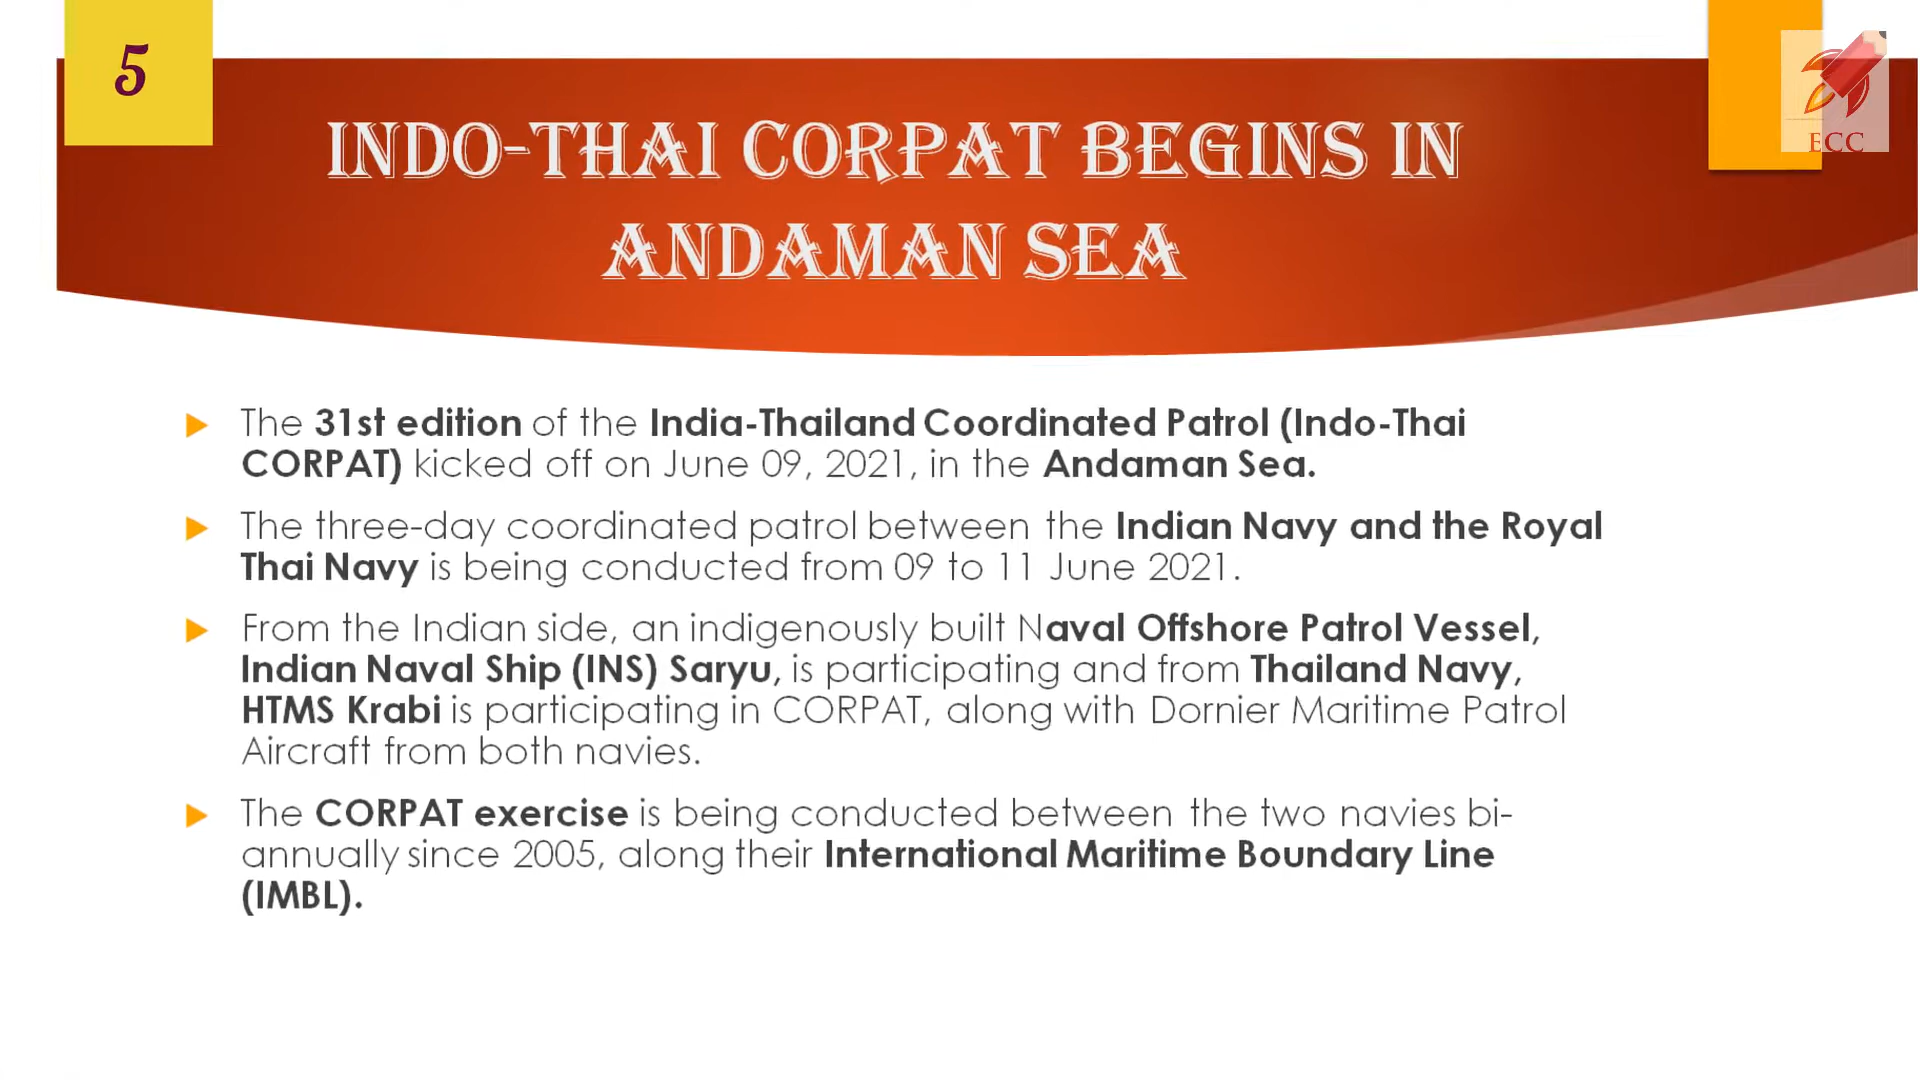 5
INDO-THAI CORPAT BEGINS IN
ANDAMAN SEA
ECC
The 31st edition of the India-Thailand Coordinated Patrol (Indo-Thai
CORPAT) kicked off on June 09, 2021, in the Andaman Sea.
The three-day coordinated patrol between the Indian Navy and the Royal
Thai Navy is being conducted from 09 to 11 June 2021.
From the Indian side, an indigenously built Naval Offshore Patrol Vessel,
Indian Naval Ship (INS) Saryu, is participating and from Thailand Navy,
HTMS Krabi is participating in CORPAT, along with Dornier Maritime Patrol
Aircraft from both navies.
The CORPAT exercise is being conducted between the two navies bi-
annually since 2005, along their International Maritime Boundary Line
(IMBL).